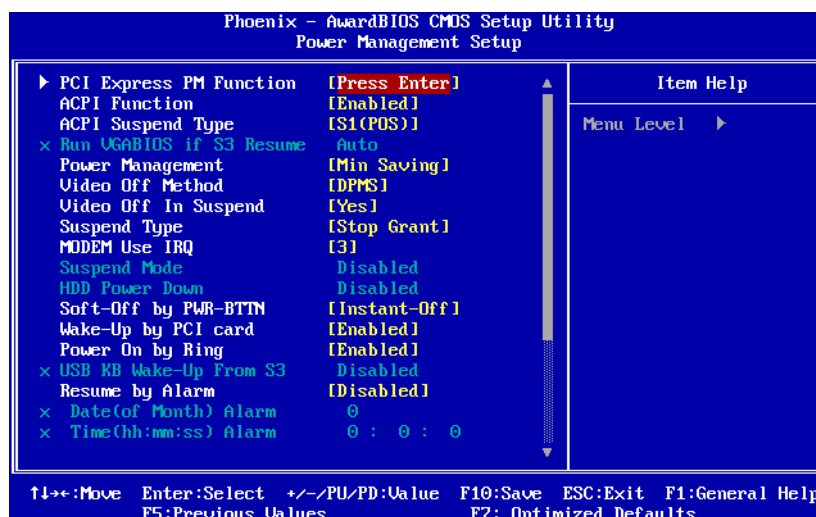 Phoenix - AwardBIOS CMOS Setup Utility
Power Management Setup
PCI Express PM Function [Press Enter]
ACPI Function [Enabled]
ACPI Suspend Type [S1(POS)]
x Run VGABIOS if S3 Resume Auto
Power Management [Min Saving]
Video Off Method [DPMS]
Video Off In Suspend [Yes]
Suspend Type [Stop Grant]
MODEM Use IRQ [3]
Suspend Mode Disabled
HDD Power Down Disabled
Soft-Off by PWR-BTTN [Instant-Off]
Wake-Up by PCI card [Enabled]
Power On by Ring [Enabled]
x USB KB Wake-Up From S3 Disabled
Resume by Alarm [Disabled]
x Date(of Month) Alarm 0
x Time(hh:mm:ss) Alarm 0 : 0 : 0
Item Help
Menu Level
↑↓→←:Move Enter:Select +/-/PU/PD:Value F10:Save ESC:Exit F1:General Help
F5:Previous Values F7: Optimized Defaults